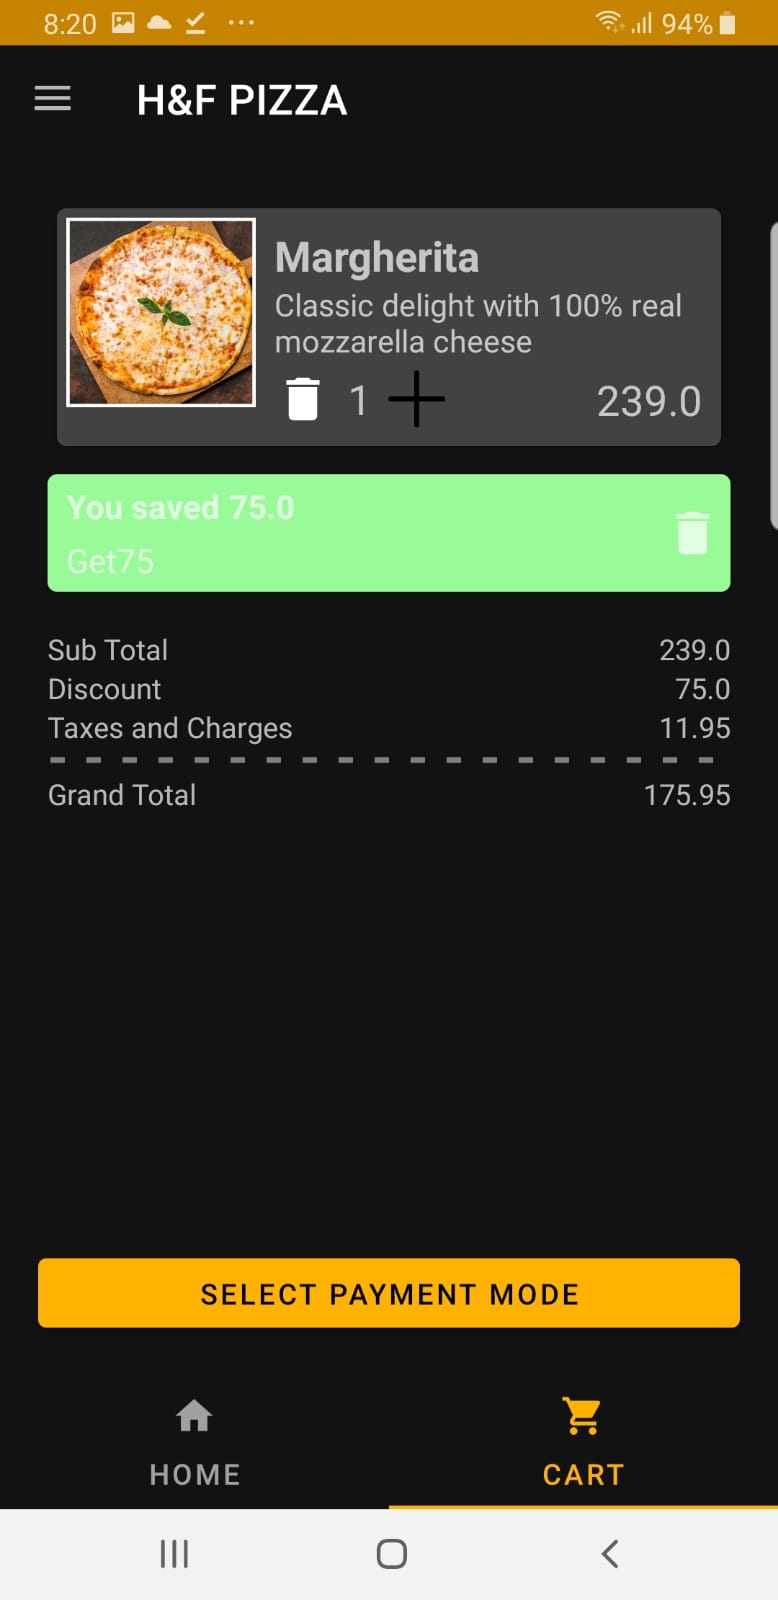 8:20 94%
H&F PIZZA
Margherita
Classic delight with 100% real
mozzarella cheese
1 239.0
You saved 75.0
Get75
Sub Total 239.0
Discount 75.0
Taxes and Charges 11.95
Grand Total 175.95
SELECT PAYMENT MODE
HOME CART